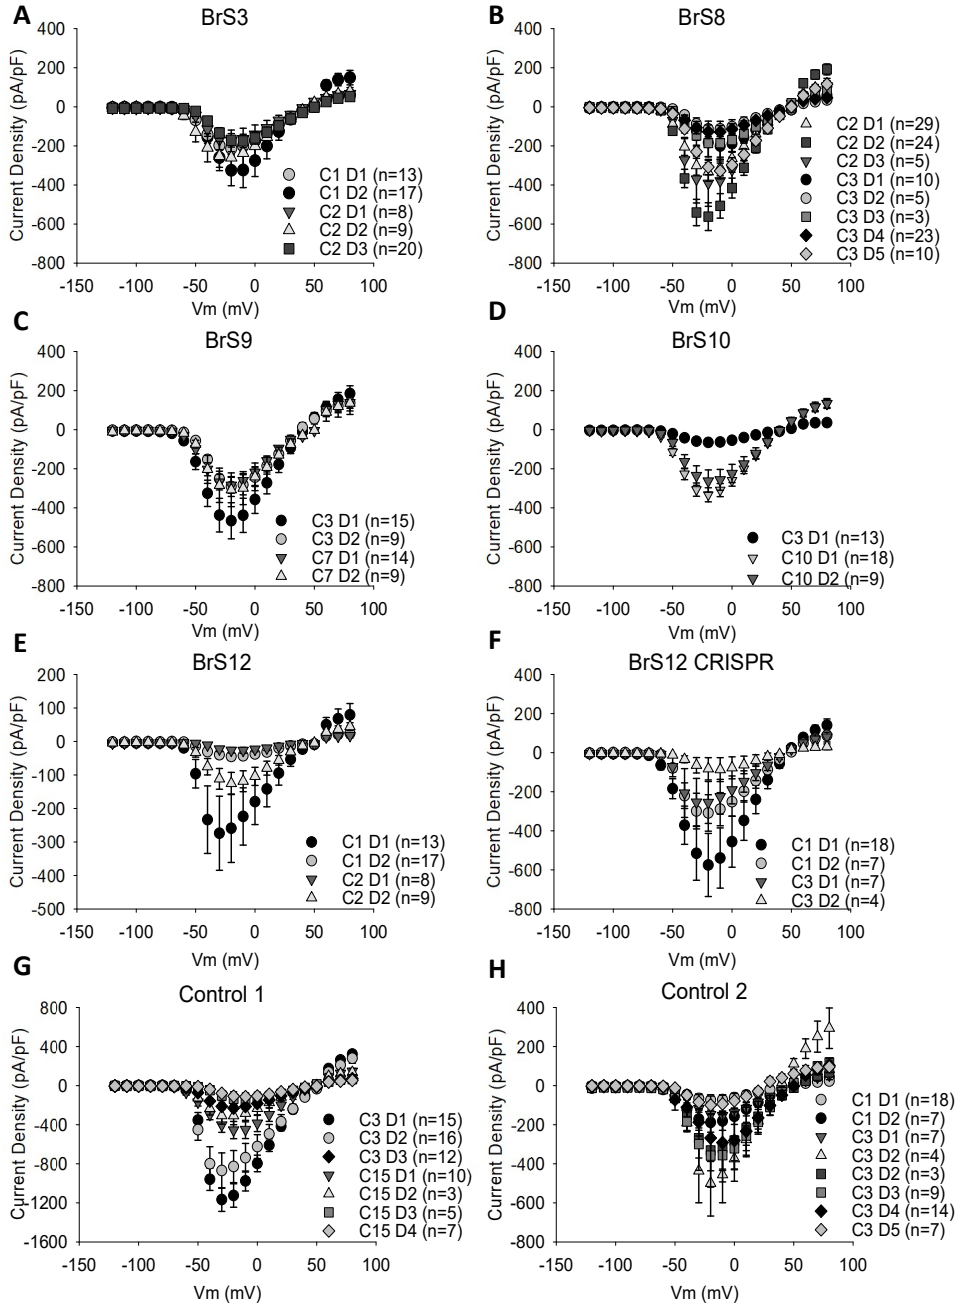 A
BrS3
Current Density (pA/pF)
400
200
0
-200
-400
-600
-800
C1 D1 (n=13)
C1 D2 (n=17)
C2 D1 (n=8)
C2 D2 (n=9)
C2 D3 (n=20)
-150 -100 -50 0 50 100
Vm (mV)
B
BrS8
Current Density (pA/pF)
400
200
0
-200
-400
-600
-800
C2 D1 (n=29)
C2 D2 (n=24)
C2 D3 (n=5)
C3 D1 (n=10)
C3 D2 (n=5)
C3 D3 (n=3)
C3 D4 (n=23)
C3 D5 (n=10)
-150 -100 -50 0 50 100
Vm (mV)
C
BrS9
Current Density (pA/pF)
400
200
0
-200
-400
-600
-800
C3 D1 (n=15)
C3 D2 (n=9)
C7 D1 (n=14)
C7 D2 (n=9)
-150 -100 -50 0 50 100
Vm (mV)
D
BrS10
Current Density (pA/pF)
400
200
0
-200
-400
-600
-800
C3 D1 (n=13)
C10 D1 (n=18)
C10 D2 (n=9)
-150 -100 -50 0 50 100
Vm (mV)
E
BrS12
Current Density (pA/pF)
200
100
0
-100
-200
-300
-400
-500
C1 D1 (n=13)
C1 D2 (n=17)
C2 D1 (n=8)
C2 D2 (n=9)
-150 -100 -50 0 50 100
Vm (mV)
F
BrS12 CRISPR
Current Density (pA/pF)
400
200
0
-200
-400
-600
-800
C1 D1 (n=18)
C1 D2 (n=7)
C3 D1 (n=7)
C3 D2 (n=4)
-150 -100 -50 0 50 100
Vm (mV)
G
Control 1
Current Density (pA/pF)
800
400
0
-400
-800
-1200
-1600
C3 D1 (n=15)
C3 D2 (n=16)
C3 D3 (n=12)
C15 D1 (n=10)
C15 D2 (n=3)
C15 D3 (n=5)
C15 D4 (n=7)
-150 -100 -50 0 50 100
Vm (mV)
H
Control 2
Current Density (pA/pF)
400
200
0
-200
-400
-600
-800
C1 D1 (n=18)
C1 D2 (n=7)
C3 D1 (n=7)
C3 D2 (n=4)
C3 D2 (n=3)
C3 D3 (n=9)
C3 D4 (n=14)
C3 D5 (n=7)
-150 -100 -50 0 50 100
Vm (mV)